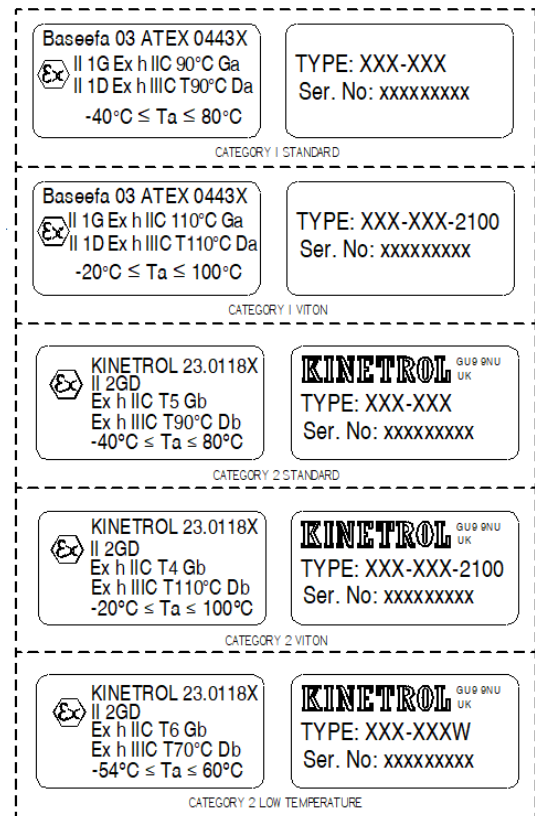 Baseefa 03 ATEX 0443X
Ex II 1G Ex h IIC 90°C Ga
II 1D Ex h IIIC T90°C Da
-40°C ≤ Ta ≤ 80°C
TYPE: XXX-XXX
Ser. No: xxxxxxxxx
CATEGORY 1 STANDARD
Baseefa 03 ATEX 0443X
Ex II 1G Ex h IIC 110°C Ga
II 1D Ex h IIIC T110°C Da
-20°C ≤ Ta ≤ 100°C
TYPE: XXX-XXX-2100
Ser. No: xxxxxxxxx
CATEGORY 1 VITON
KINETROL 23.0118X
Ex II 2GD
Ex h IIC T5 Gb
Ex h IIIC T90°C Db
-40°C ≤ Ta ≤ 80°C
KINETROL GU9 9NU
UK
TYPE: XXX-XXX
Ser. No: xxxxxxxxx
CATEGORY 2 STANDARD
KINETROL 23.0118X
Ex II 2GD
Ex h IIC T4 Gb
Ex h IIIC T110°C Db
-20°C ≤ Ta ≤ 100°C
KINETROL GU9 9NU
UK
TYPE: XXX-XXX-2100
Ser. No: xxxxxxxxx
CATEGORY 2 VITON
KINETROL 23.0118X
Ex II 2GD
Ex h IIC T6 Gb
Ex h IIIC T70°C Db
-54°C ≤ Ta ≤ 60°C
KINETROL GU9 9NU
UK
TYPE: XXX-XXXW
Ser. No: xxxxxxxxx
CATEGORY 2 LOW TEMPERATURE